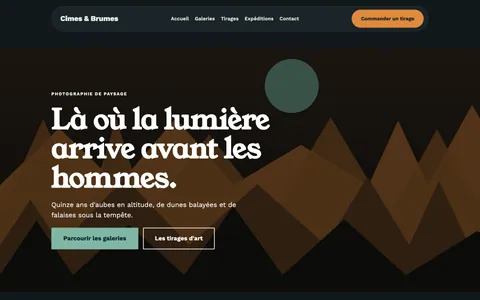 Cimes & Brumes
Accueil Galeries Tirages Expéditions Contact
Commander un tirage
PHOTOGRAPHIE DE PAYSAGE
Là où la lumière
arrive avant les
hommes.
Quinze ans d'aubes en altitude, de dunes balayées et de
falaises sous la tempête.
Parcourir les galeries
Les tirages d'art